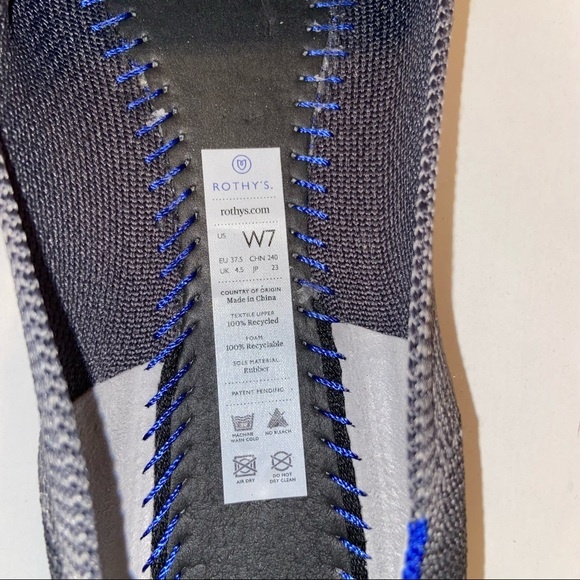 ROTHY'S.
rothys.com
US W7
EU 37.5 CHN 240
UK 4.5 JP 23
COUNTRY OF ORIGIN
Made in China
TEXTILE UPPER
100% Recycled
FOAM
100% Recyclable
SOLE MATERIAL
Rubber
PATENT PENDING
MACHINE NO BLEACH
WASH COLD
AIR DRY DO NOT
DRY CLEAN